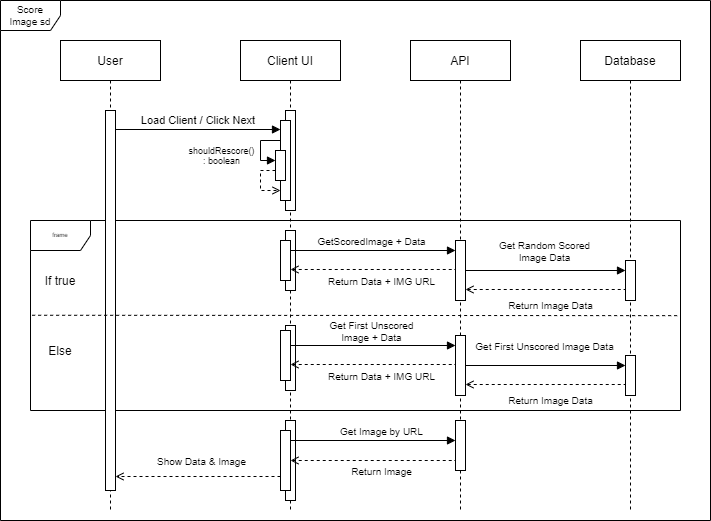 Score
Image sd
User
Client UI
API
Database
Load Client / Click Next
shouldRescore()
: boolean
frame
GetScoredImage + Data
Get Random Scored
Image Data
If true
Return Data + IMG URL
Return Image Data
Get First Unscored
Image + Data
Else
Get First Unscored Image Data
Return Data + IMG URL
Return Image Data
Get Image by URL
Show Data & Image
Return Image